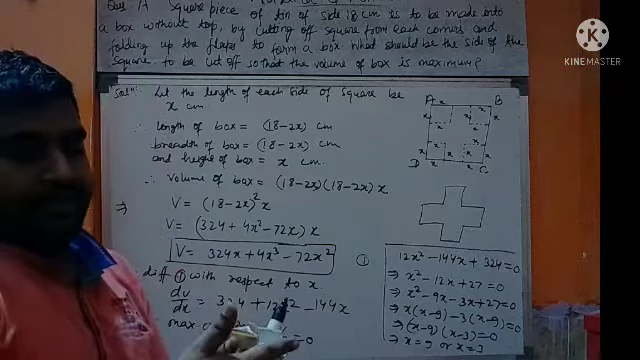 Ques 1 A square piece of tin of side 18 cm is to be made into
a box without top, by cutting off square from each corners and
folding up the flaps to form a box. What should be the side of the
square to be cut off so that the volume of box is maximum?
KINEMASTER
Solⁿ: Let the length of each side of square be
x cm.
∴ length of box = (18-2x) cm
breadth of box = (18-2x) cm
and height of box = x cm.
∴ Volume of box = (18-2x)(18-2x)x
⇒ V = (18-2x)²x
V = (324 + 4x² - 72x)x
V = 324x + 4x³ - 72x² ①
diff ① with respect to x
dv/dx = 324 + 12x² - 144x
=0
A B
D C
12x² - 144x + 324 = 0
⇒ x² - 12x + 27 = 0
⇒ x² - 9x - 3x + 27 = 0
⇒ x(x-9) - 3(x-9) = 0
⇒ (x-9)(x-3) = 0
⇒ x = 9 or x = 3